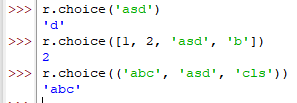 >>> r.choice('asd')
'd'
>>> r.choice([1, 2, 'asd', 'b'])
2
>>> r.choice(('abc', 'asd', 'cls'))
'abc'